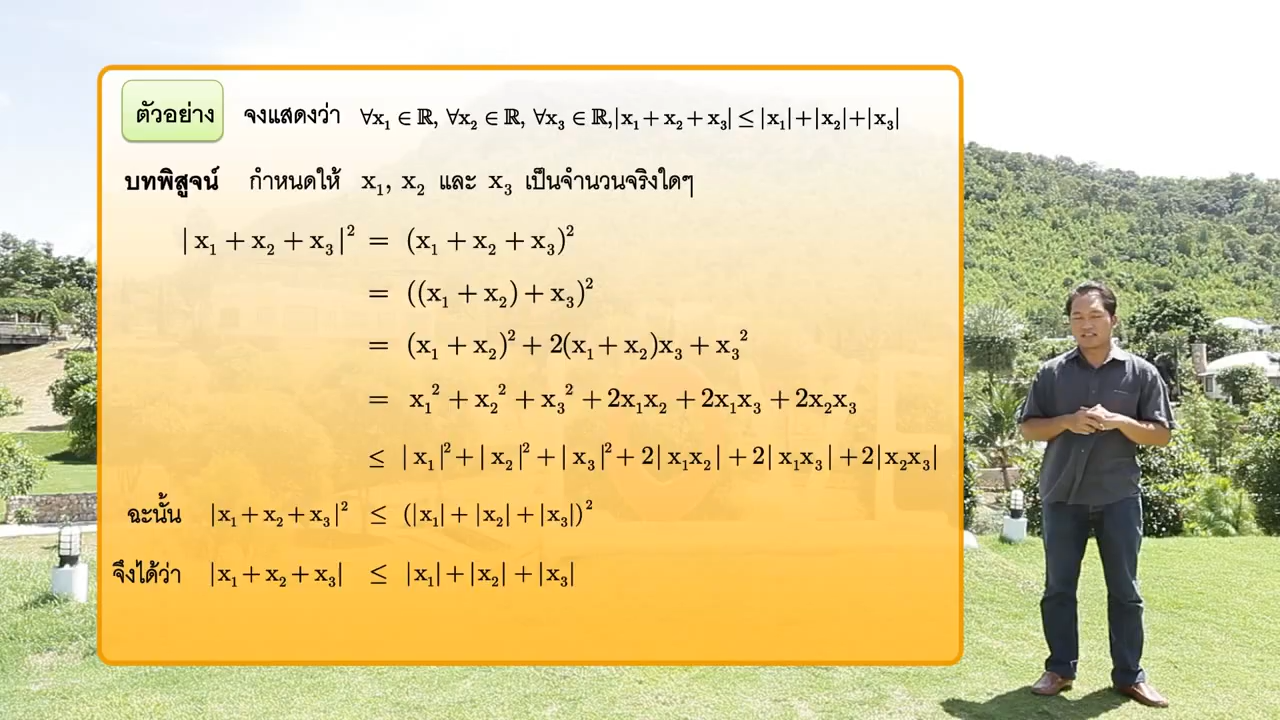 ตัวอย่าง จงแสดงว่า ∀x₁ ∈ ℝ, ∀x₂ ∈ ℝ, ∀x₃ ∈ ℝ,|x₁ + x₂ + x₃| ≤ |x₁|+|x₂|+|x₃|
บทพิสูจน์ กำหนดให้ x₁, x₂ และ x₃ เป็นจำนวนจริงใดๆ
|x₁ + x₂ + x₃|² = (x₁ + x₂ + x₃)²
= ((x₁ + x₂) + x₃)²
= (x₁ + x₂)² + 2(x₁ + x₂)x₃ + x₃²
= x₁² + x₂² + x₃² + 2x₁x₂ + 2x₁x₃ + 2x₂x₃
≤ |x₁|² + |x₂|² + |x₃|² + 2|x₁x₂| + 2|x₁x₃| + 2|x₂x₃|
ฉะนั้น |x₁ + x₂ + x₃|² ≤ (|x₁| + |x₂| + |x₃|)²
จึงได้ว่า |x₁ + x₂ + x₃| ≤ |x₁| + |x₂| + |x₃|